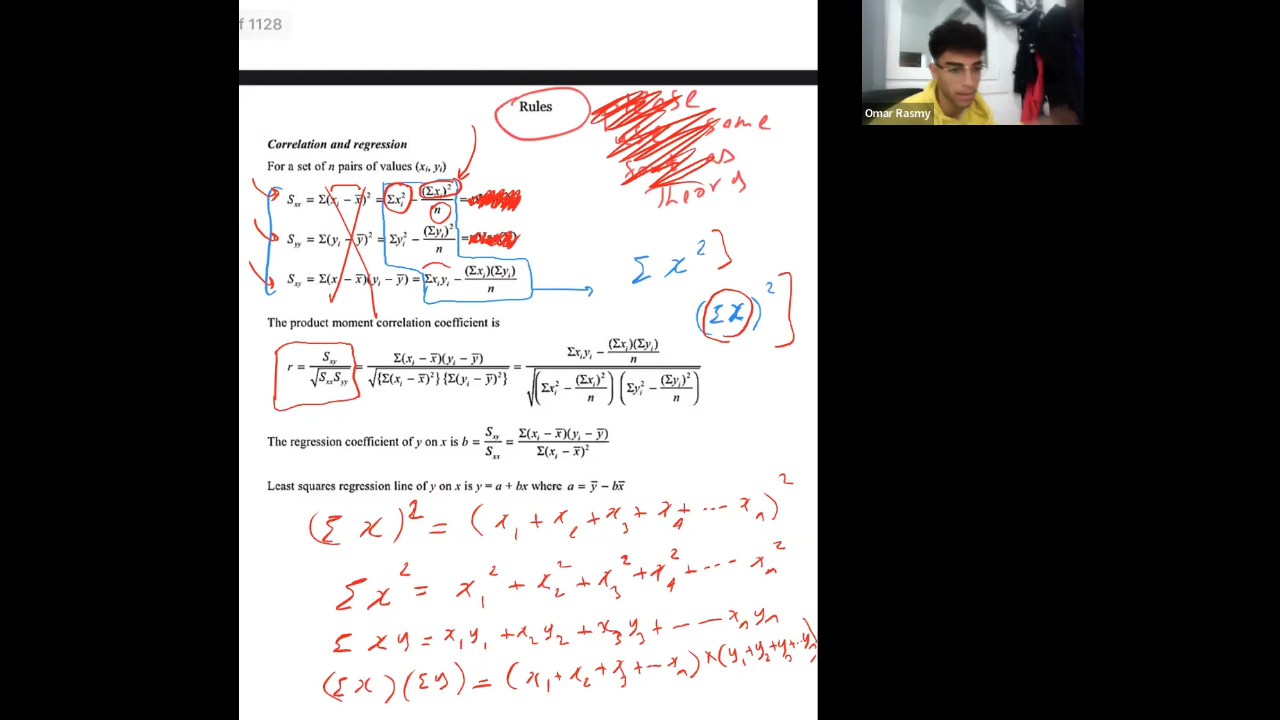 f 1128
Rules
Correlation and regression
For a set of n pairs of values (xᵢ, yᵢ)
Sₓₓ = Σ(xᵢ − x̄)² = Σxᵢ² − (Σxᵢ)²/n =
Sᵧᵧ = Σ(yᵢ − ȳ)² = Σyᵢ² − (Σyᵢ)²/n =
Sₓᵧ = Σ(xᵢ − x̄)(yᵢ − ȳ) = Σxᵢyᵢ − (Σxᵢ)(Σyᵢ)/n
some
as
Theory
Σ x²]
(Σx)²]
The product moment correlation coefficient is
r = Sₓᵧ/√(SₓₓSᵧᵧ) = Σ(xᵢ − x̄)(yᵢ − ȳ)/√({Σ(xᵢ − x̄)²} {Σ(yᵢ − ȳ)²}) = (Σxᵢyᵢ − (Σxᵢ)(Σyᵢ)/n)/√((Σxᵢ² − (Σxᵢ)²/n) (Σyᵢ² − (Σyᵢ)²/n))
The regression coefficient of y on x is b = Sₓᵧ/Sₓₓ = Σ(xᵢ − x̄)(yᵢ − ȳ)/Σ(xᵢ − x̄)²
Least squares regression line of y on x is y = a + bx where a = ȳ − bx̄
(Σ x)² = (x₁ + x₂ + x₃ + x₄ + ... xₙ)²
Σ x² = x₁² + x₂² + x₃² + x₄² + ... xₙ²
Σ x y = x₁y₁ + x₂y₂ + x₃y₃ + -- — xₙyₙ
(Σx)(Σy) = (x₁ + x₂ + x₃ + -- xₙ) × (y₁ + y₂ + y₃ + ... yₙ)
Omar Rasmy